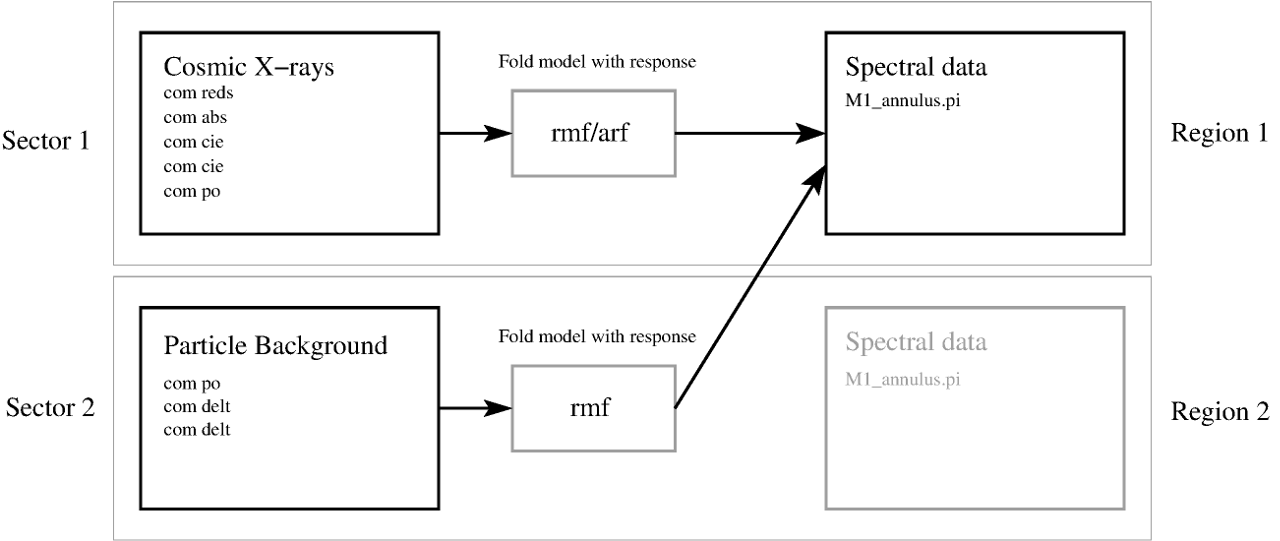 Sector 1
Cosmic X−rays
com reds
com abs
com cie
com cie
com po
Fold model with response
rmf/arf
Spectral data
M1_annulus.pi
Region 1
Sector 2
Particle Background
com po
com delt
com delt
Fold model with response
rmf
Spectral data
M1_annulus.pi
Region 2